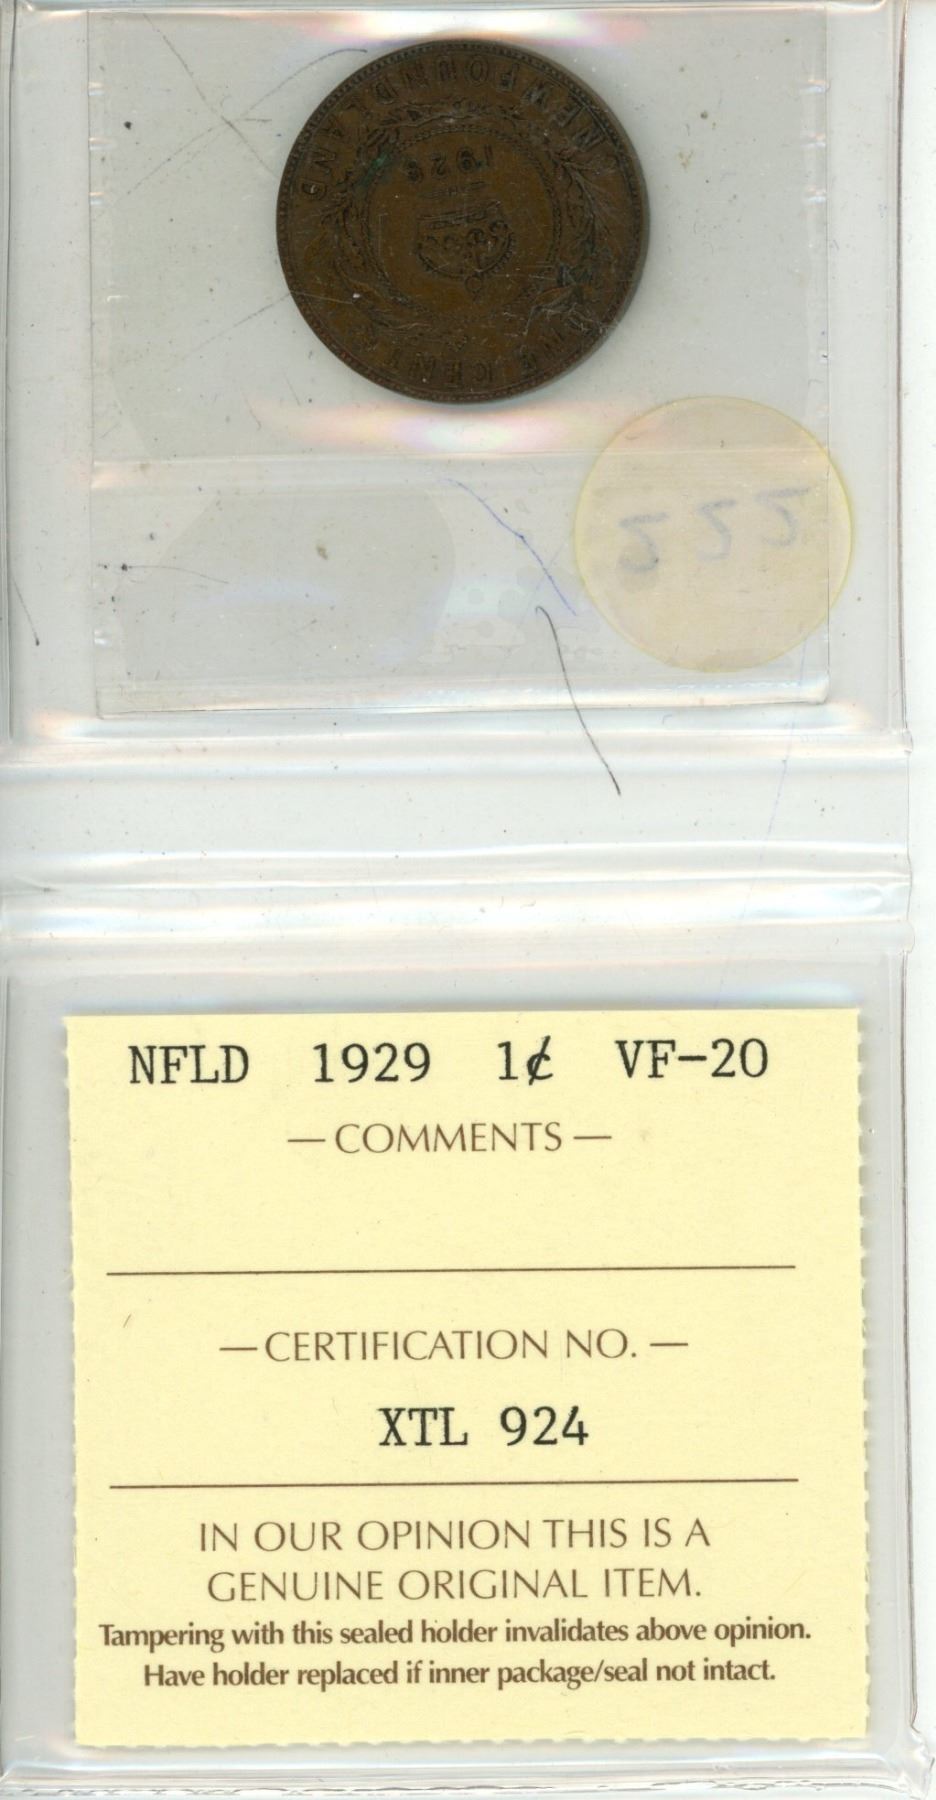 NEWFOUNDLAND
1929
ONE CENT
222
NFLD 1929 1¢ VF-20
— COMMENTS —
— CERTIFICATION NO. —
XTL 924
IN OUR OPINION THIS IS A
GENUINE ORIGINAL ITEM.
Tampering with this sealed holder invalidates above opinion.
Have holder replaced if inner package/seal not intact.